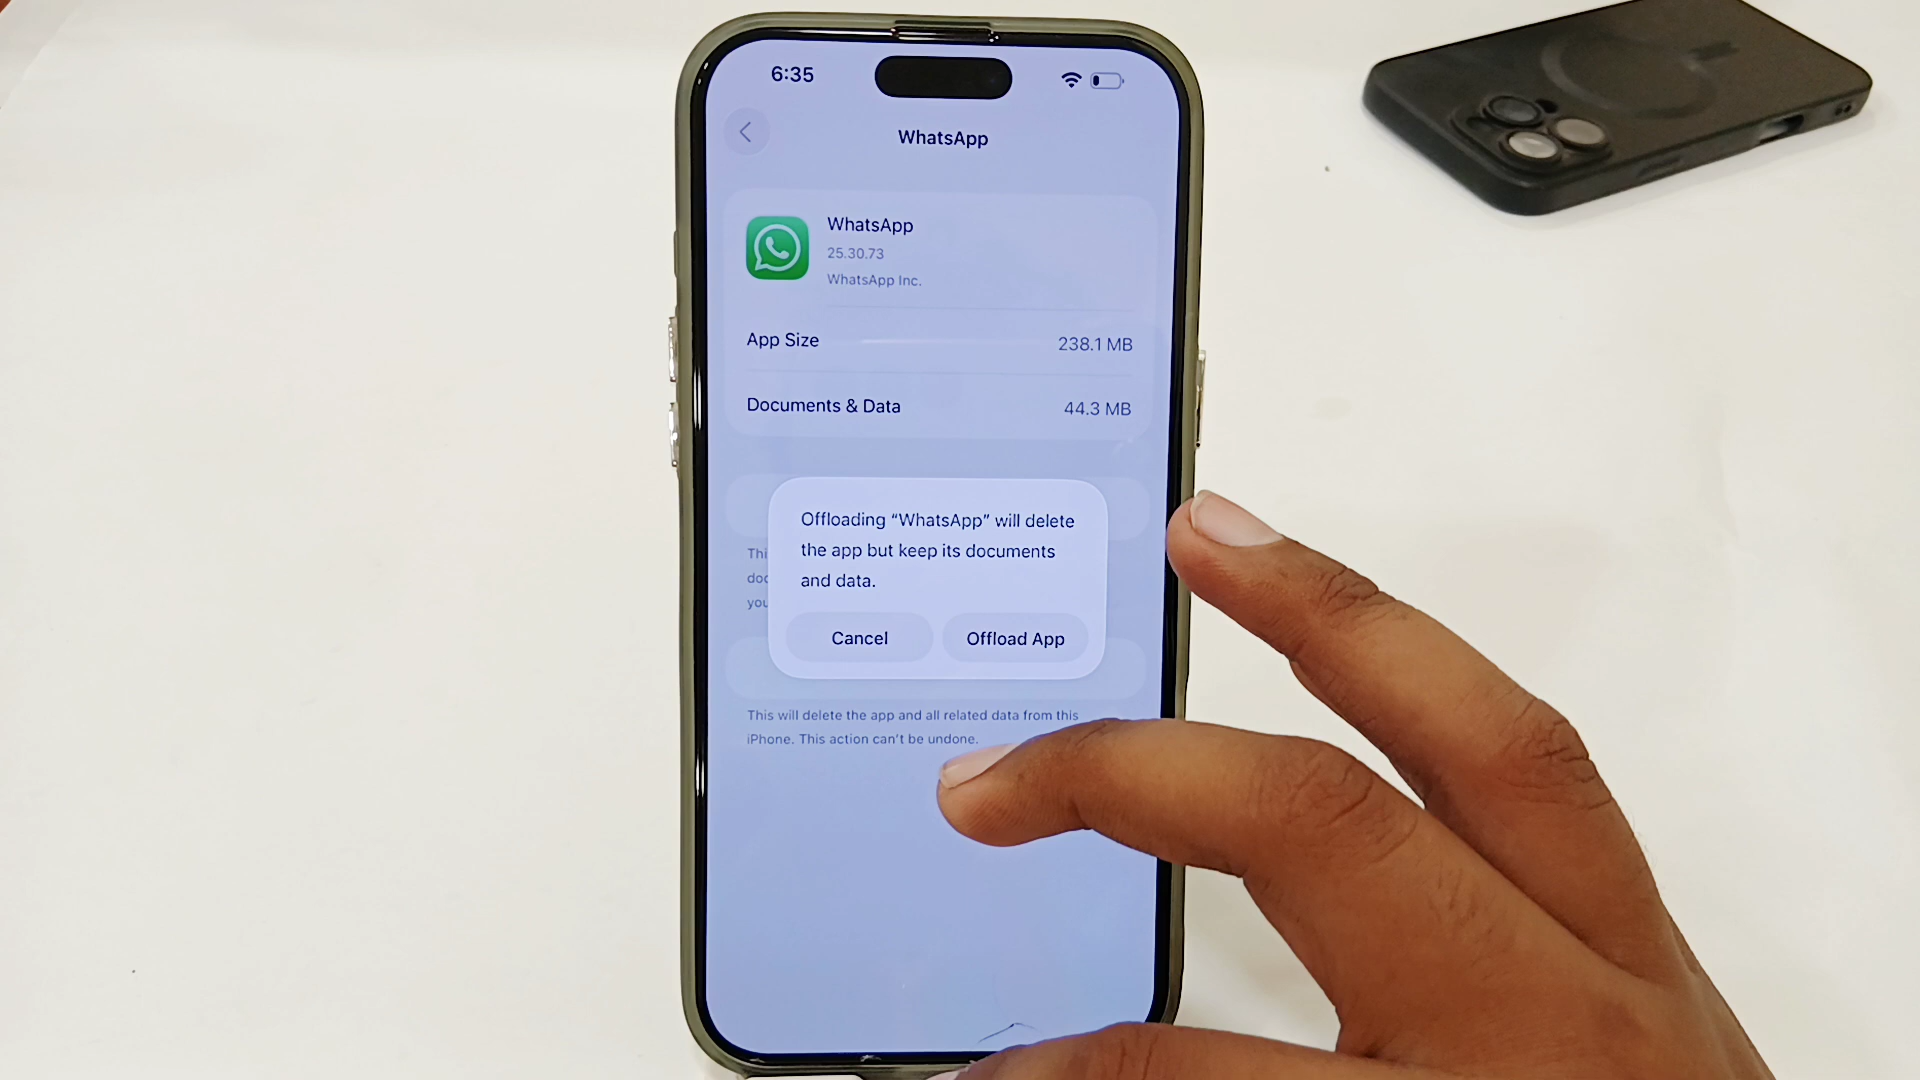 6:35
WhatsApp
WhatsApp
25.30.73
WhatsApp Inc.
App Size 238.1 MB
Documents & Data 44.3 MB
Offloading “WhatsApp” will delete
the app but keep its documents
and data.
Cancel Offload App
This will delete the app and all related data from this
iPhone. This action can't be undone.